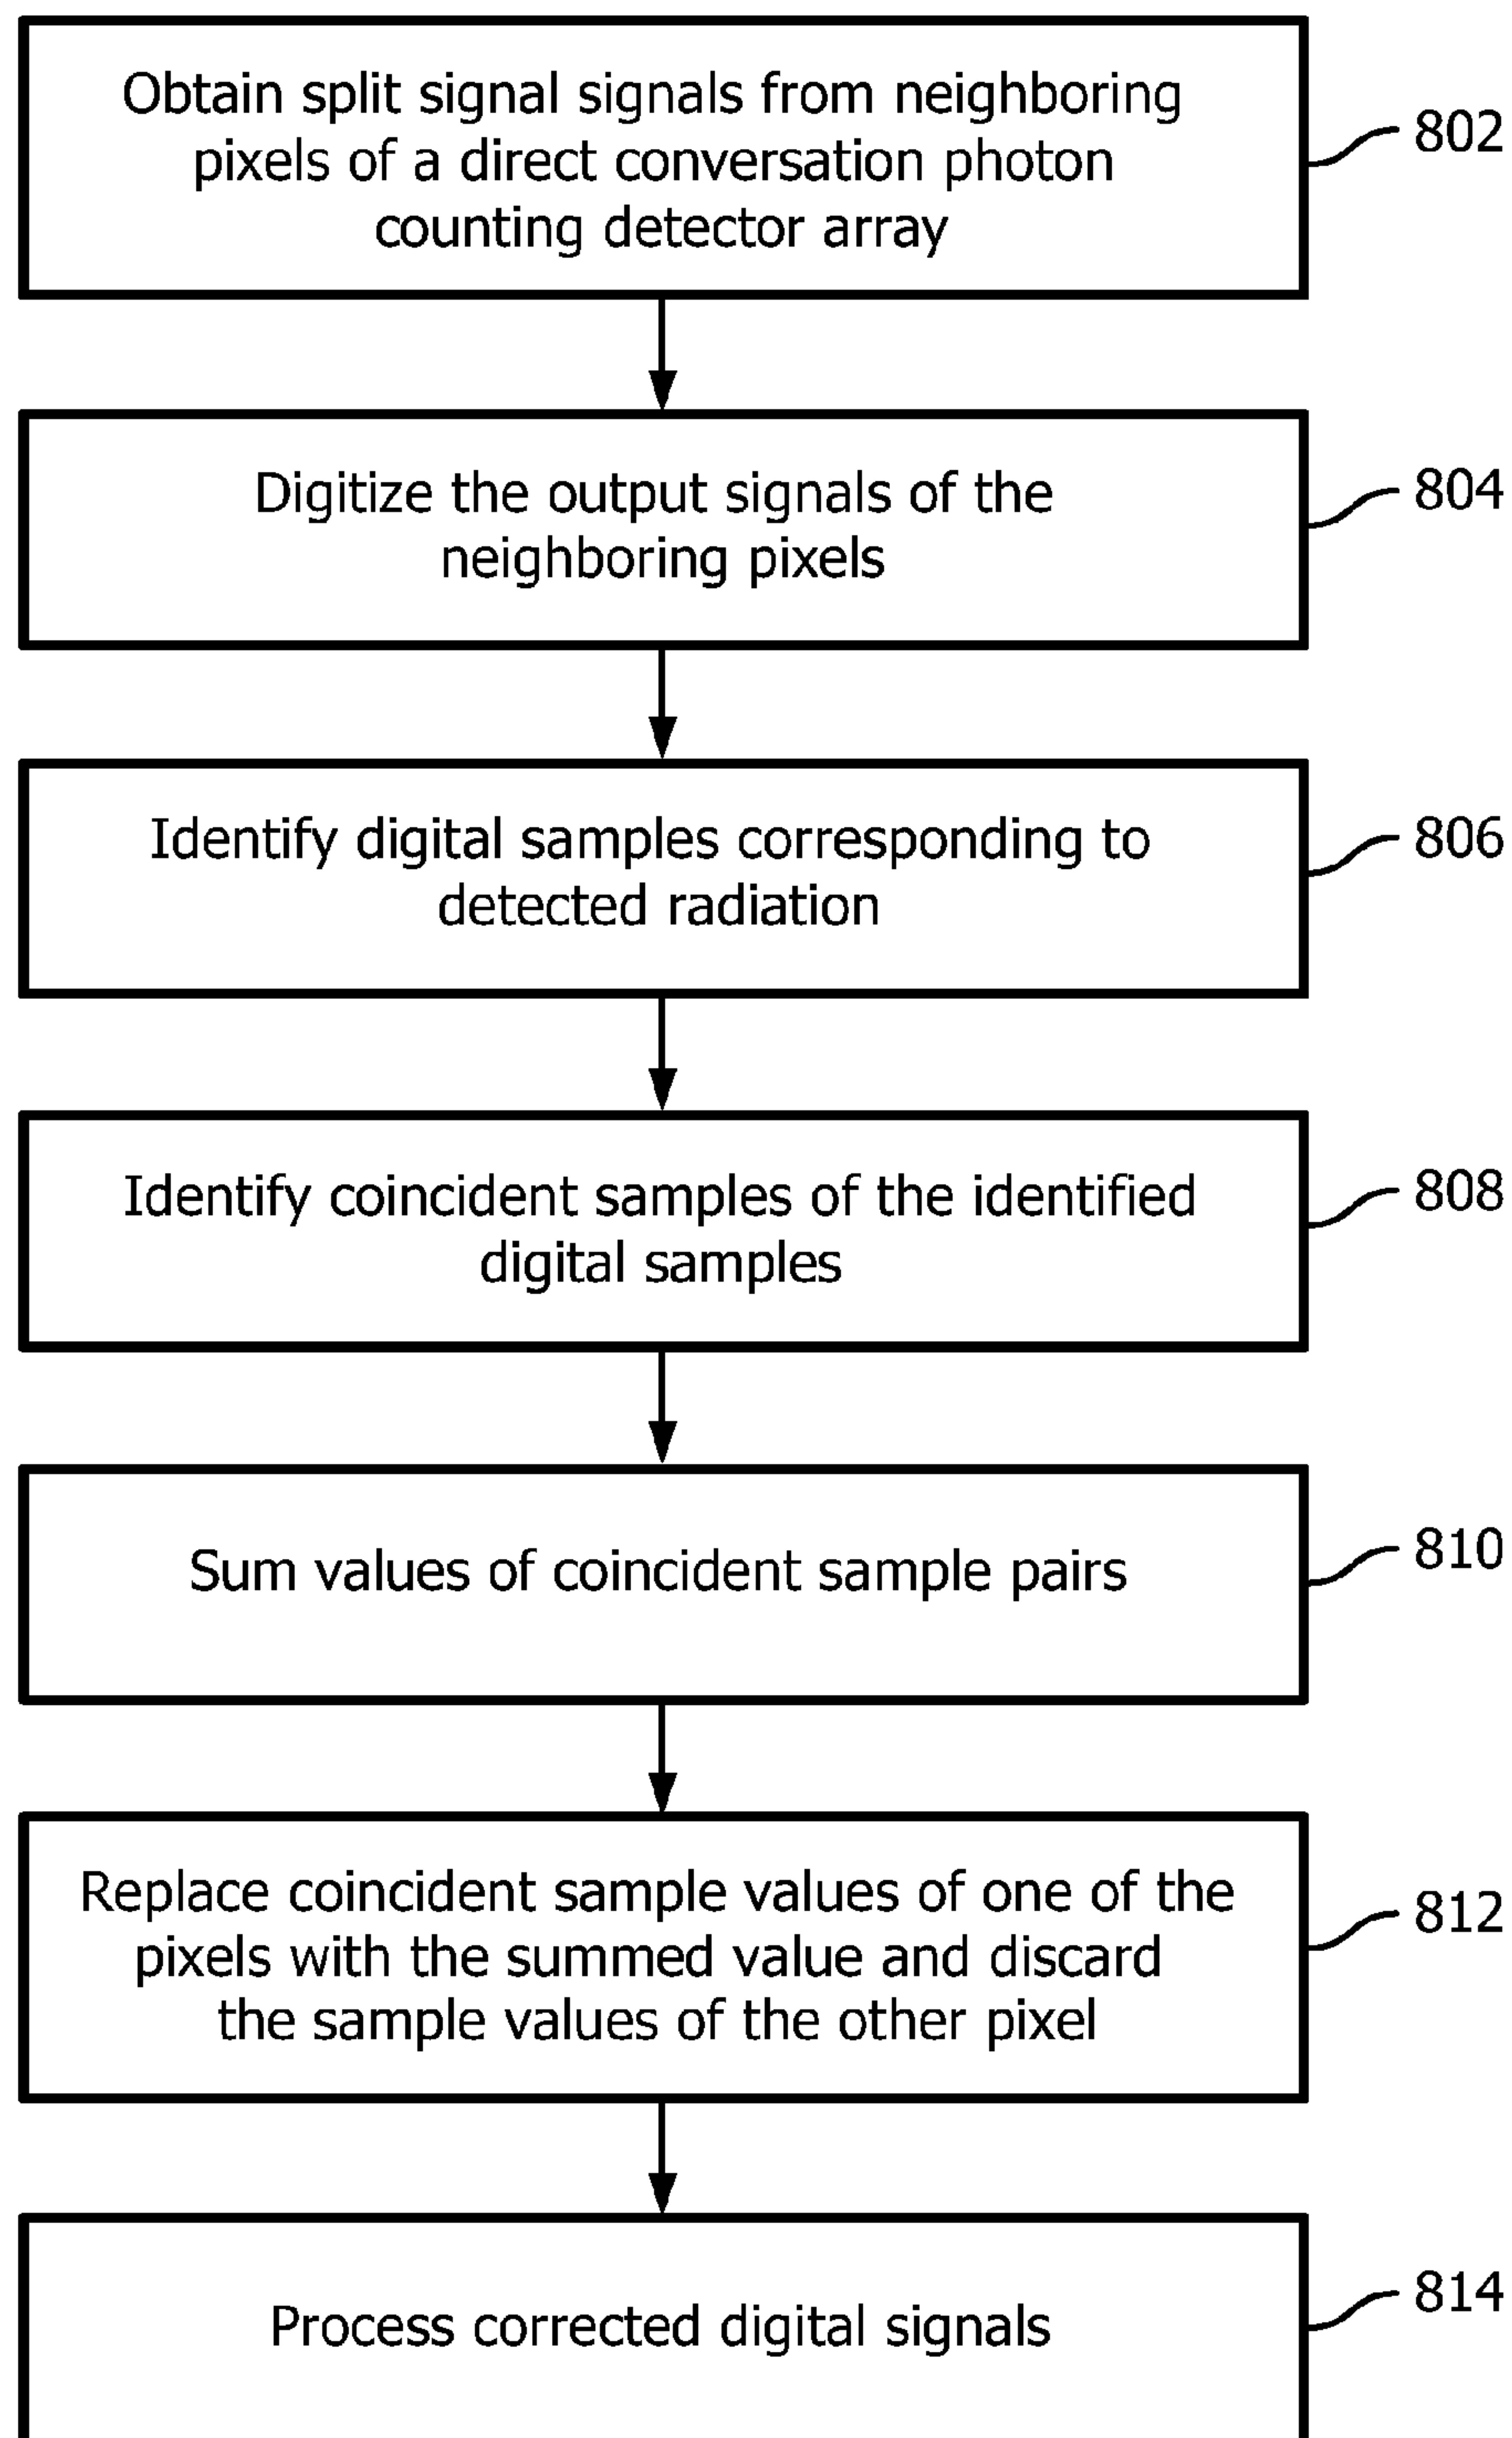 Obtain split signal signals from neighboring
pixels of a direct conversation photon
counting detector array
802
Digitize the output signals of the
neighboring pixels
804
Identify digital samples corresponding to
detected radiation
806
Identify coincident samples of the identified
digital samples
808
Sum values of coincident sample pairs
810
Replace coincident sample values of one of the
pixels with the summed value and discard
the sample values of the other pixel
812
Process corrected digital signals
814